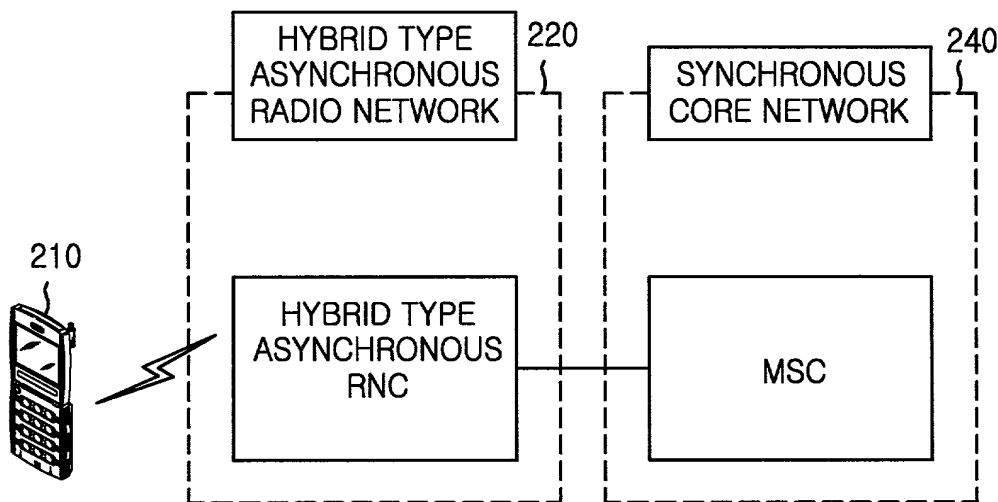 HYBRID TYPE
ASYNCHRONOUS
RADIO NETWORK
220
SYNCHRONOUS
CORE NETWORK
240
210
HYBRID TYPE
ASYNCHRONOUS
RNC
MSC